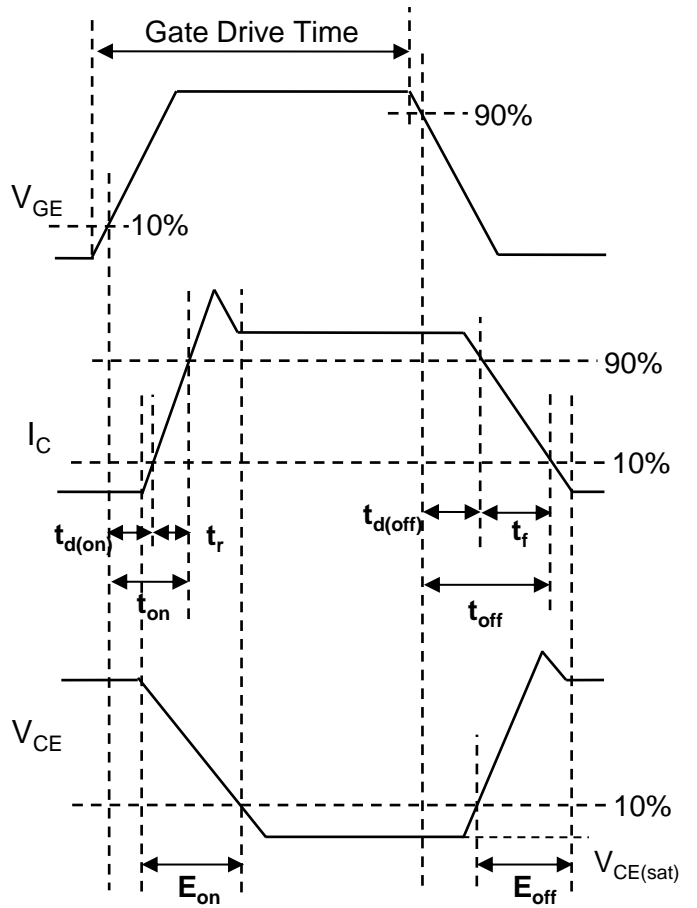 Gate Drive Time
90%
V_GE
10%
90%
I_C
10%
t_d(on)
t_r
t_d(off)
t_f
t_on
t_off
V_CE
10%
V_CE(sat)
E_on
E_off